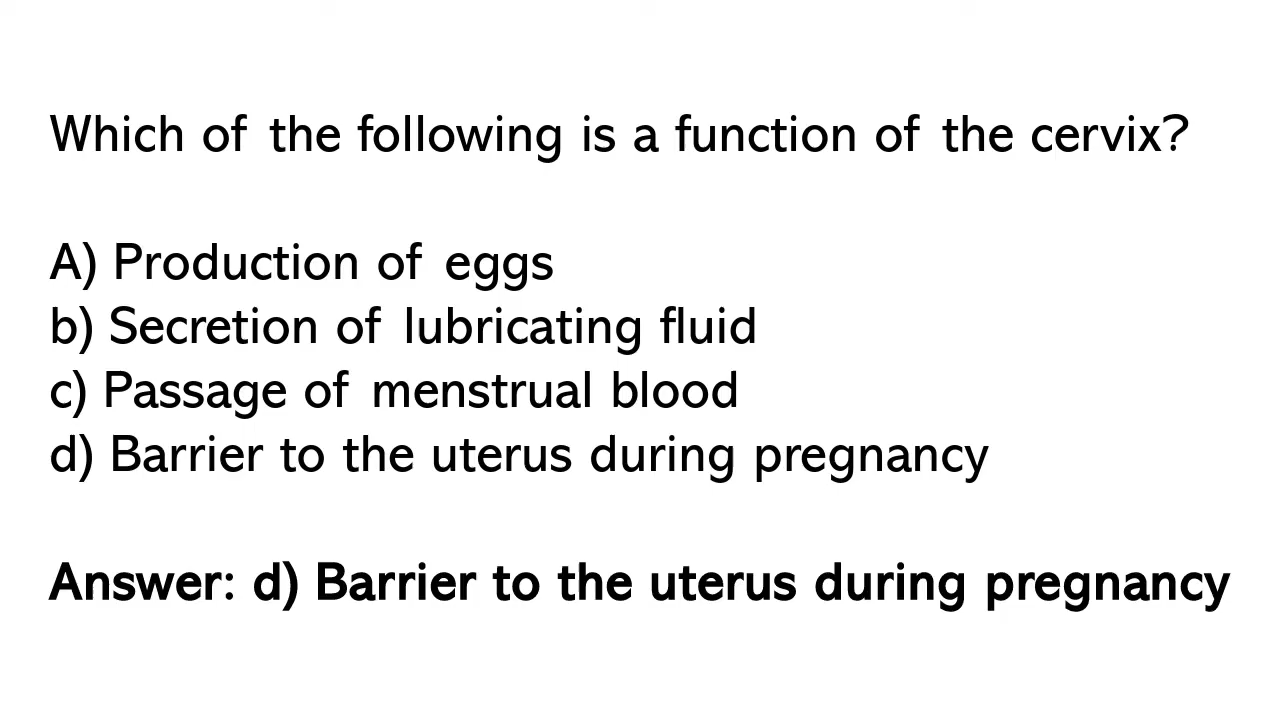 Which of the following is a function of the cervix?
A) Production of eggs
b) Secretion of lubricating fluid
c) Passage of menstrual blood
d) Barrier to the uterus during pregnancy
Answer: d) Barrier to the uterus during pregnancy